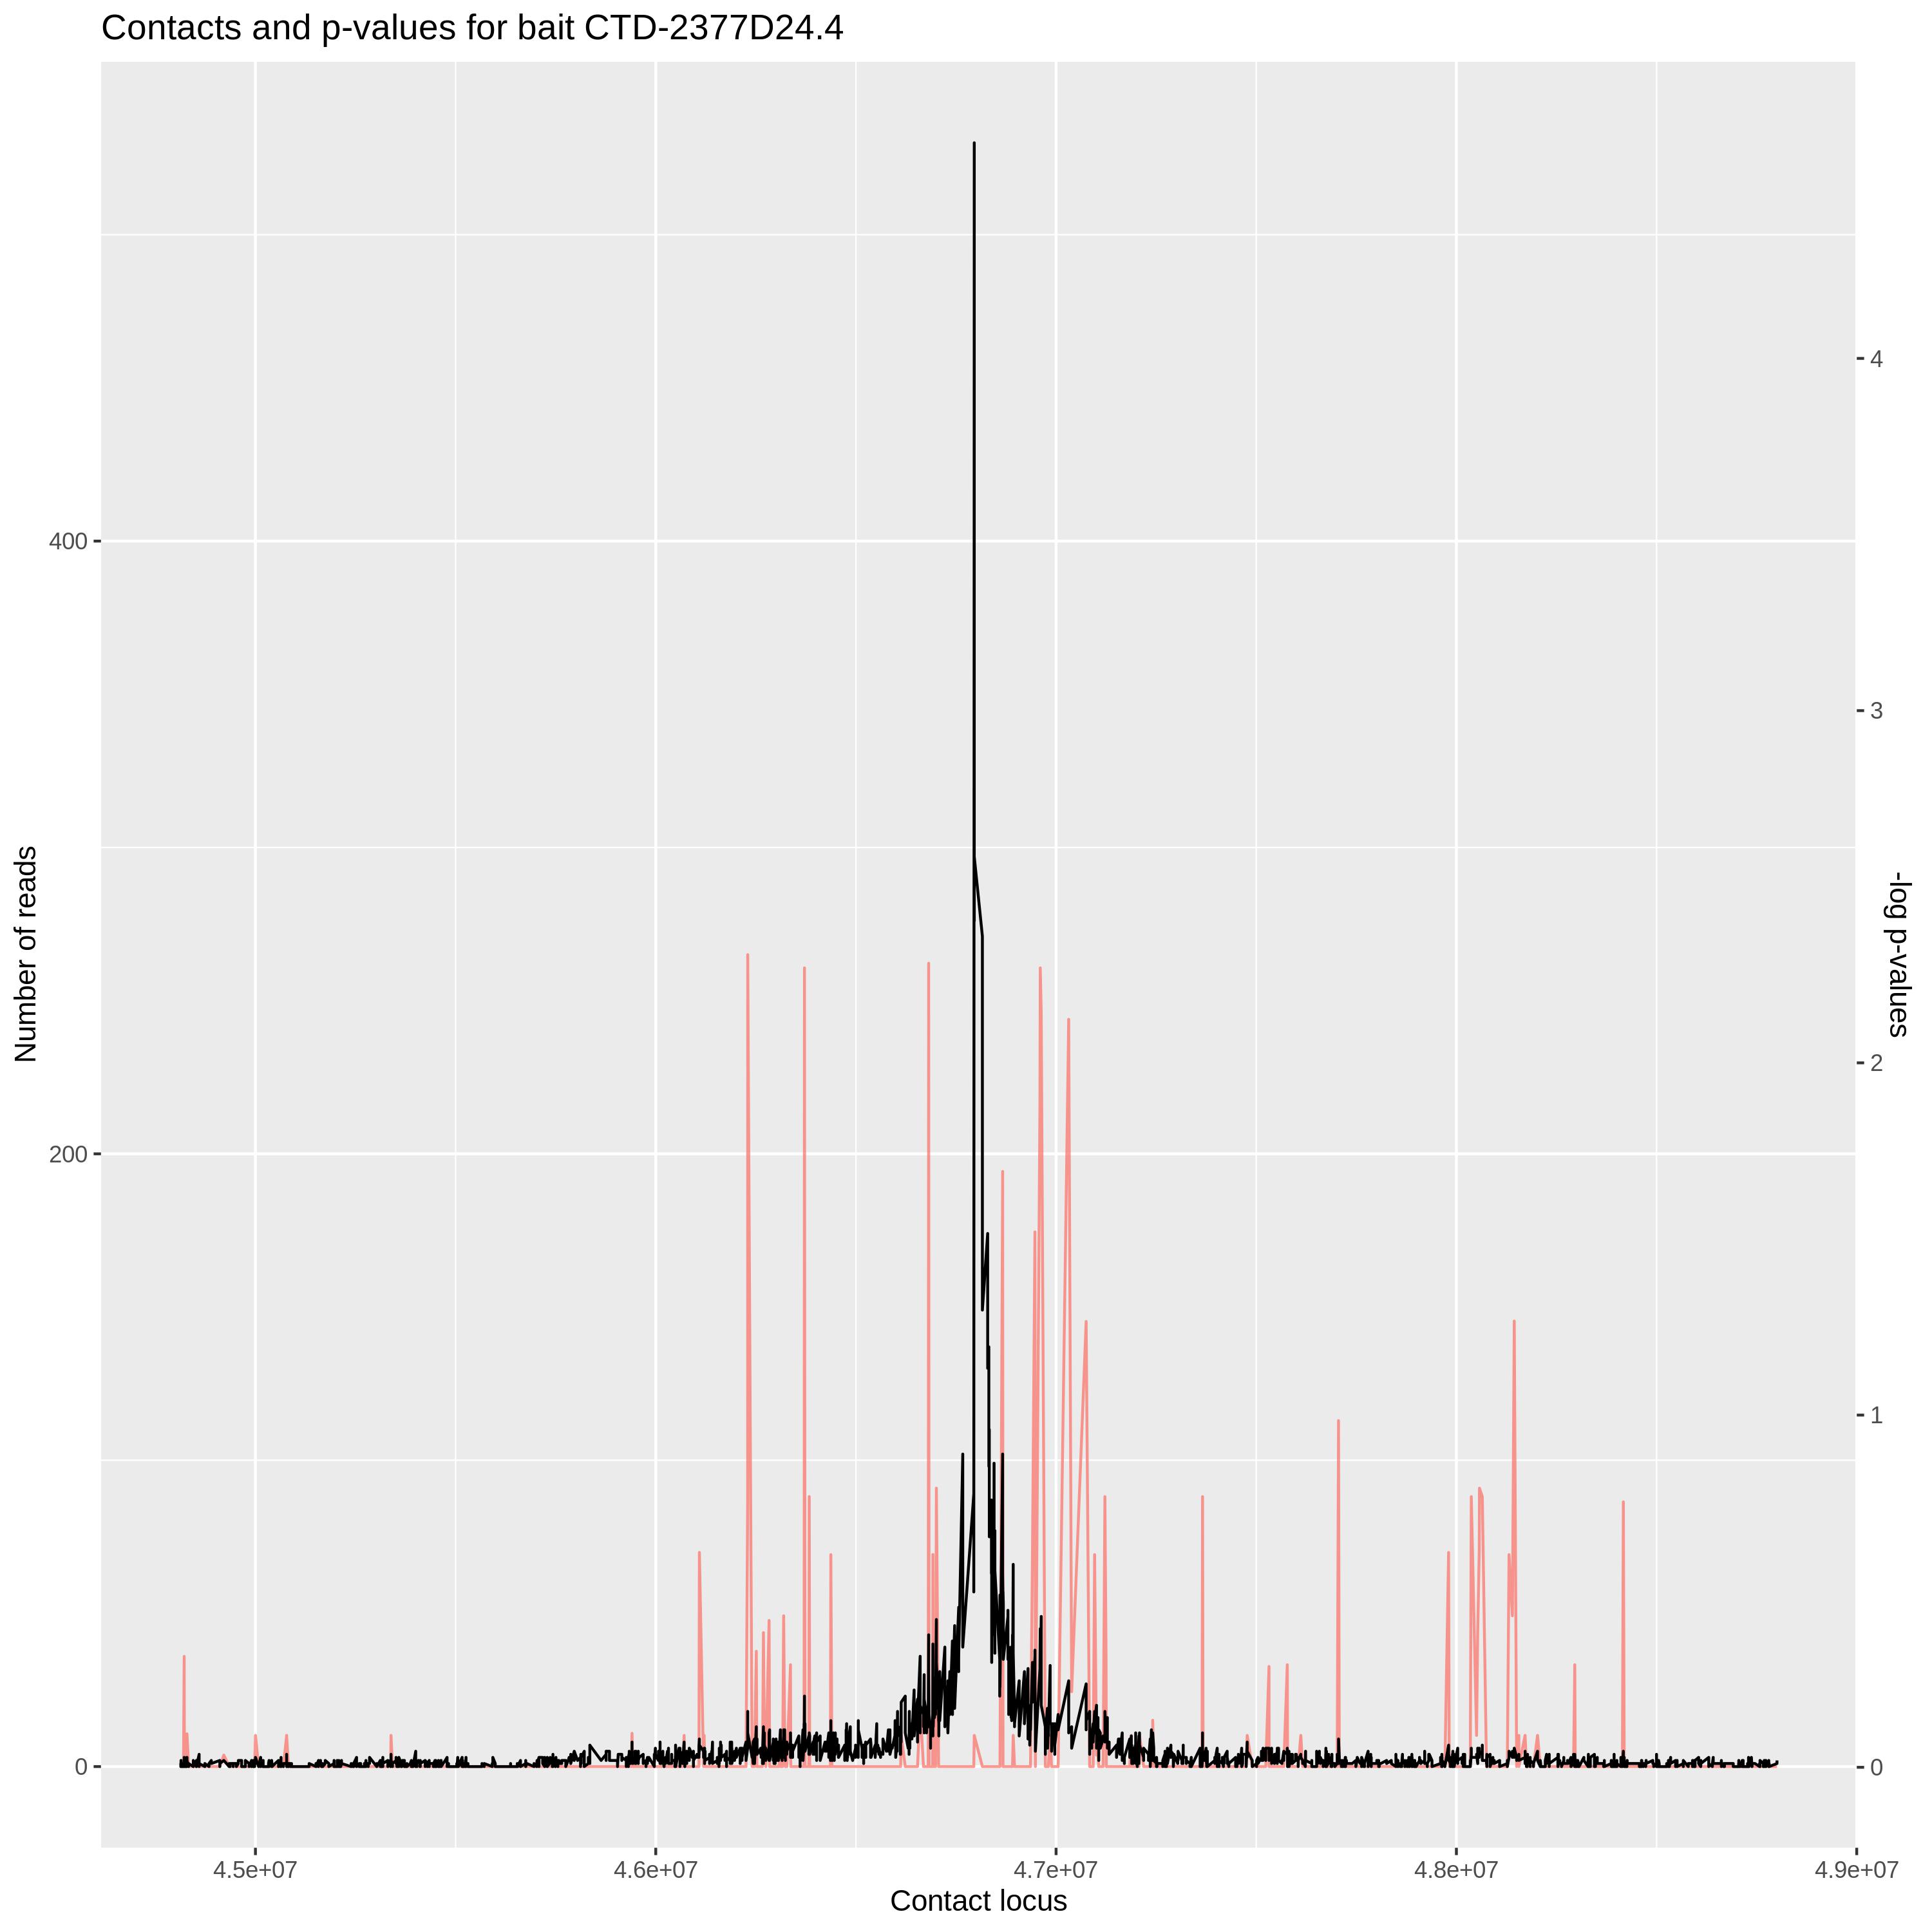 Contacts and p-values for bait CTD-2377D24.4
Number of reads
400
200
0
4
3
2
1
0
-log p-values
4.5e+07
4.6e+07
4.7e+07
4.8e+07
4.9e+07
Contact locus